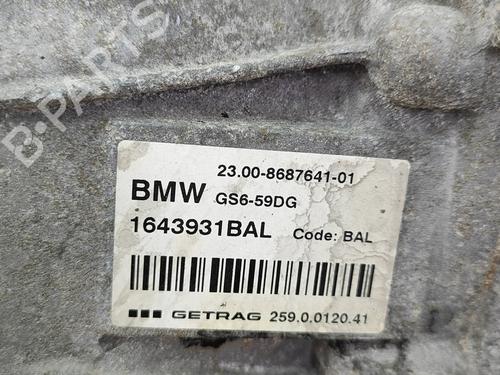 B-PARTS
23.00-8687641-01
BMW GS6-59DG
1643931BAL Code: BAL
GETRAG 259.0.0120.41